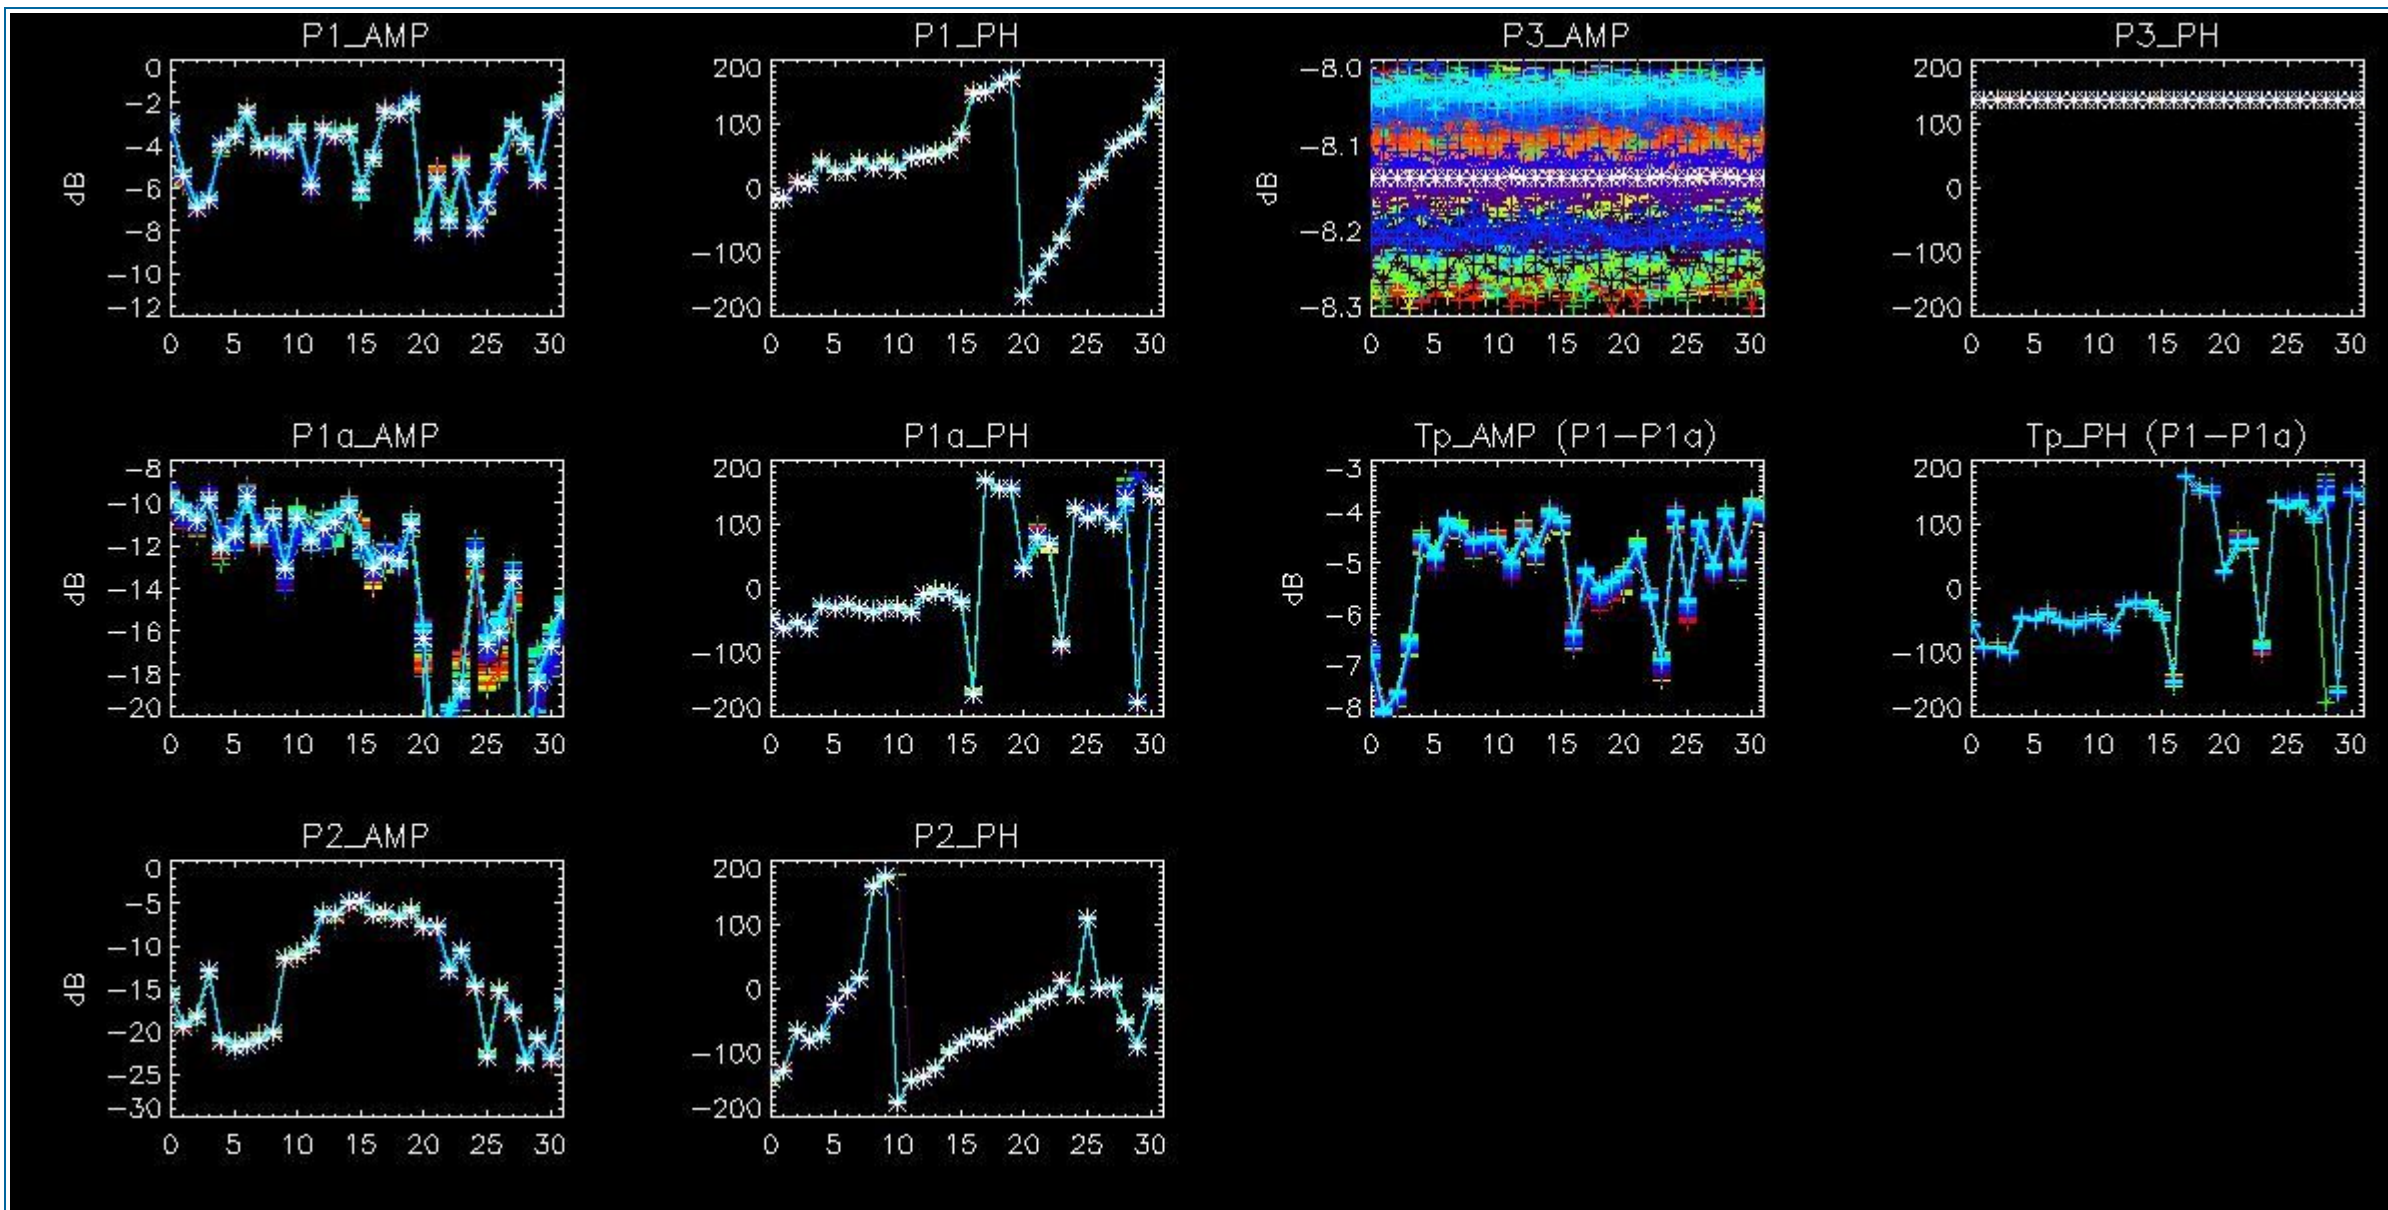 P1_AMP
0
−2
−4
−6
−8
−10
−12
dB
0 5 10 15 20 25 30
P1_PH
200
100
0
−100
−200
0 5 10 15 20 25 30
P3_AMP
−8.0
−8.1
−8.2
−8.3
dB
0 5 10 15 20 25 30
P3_PH
200
100
0
−100
−200
0 5 10 15 20 25 30
P1a_AMP
−8
−10
−12
−14
−16
−18
−20
dB
0 5 10 15 20 25 30
P1a_PH
200
100
0
−100
−200
0 5 10 15 20 25 30
Tp_AMP (P1−P1a)
−3
−4
−5
−6
−7
−8
dB
0 5 10 15 20 25 30
Tp_PH (P1−P1a)
200
100
0
−100
−200
0 5 10 15 20 25 30
P2_AMP
0
−5
−10
−15
−20
−25
−30
dB
0 5 10 15 20 25 30
P2_PH
200
100
0
−100
−200
0 5 10 15 20 25 30